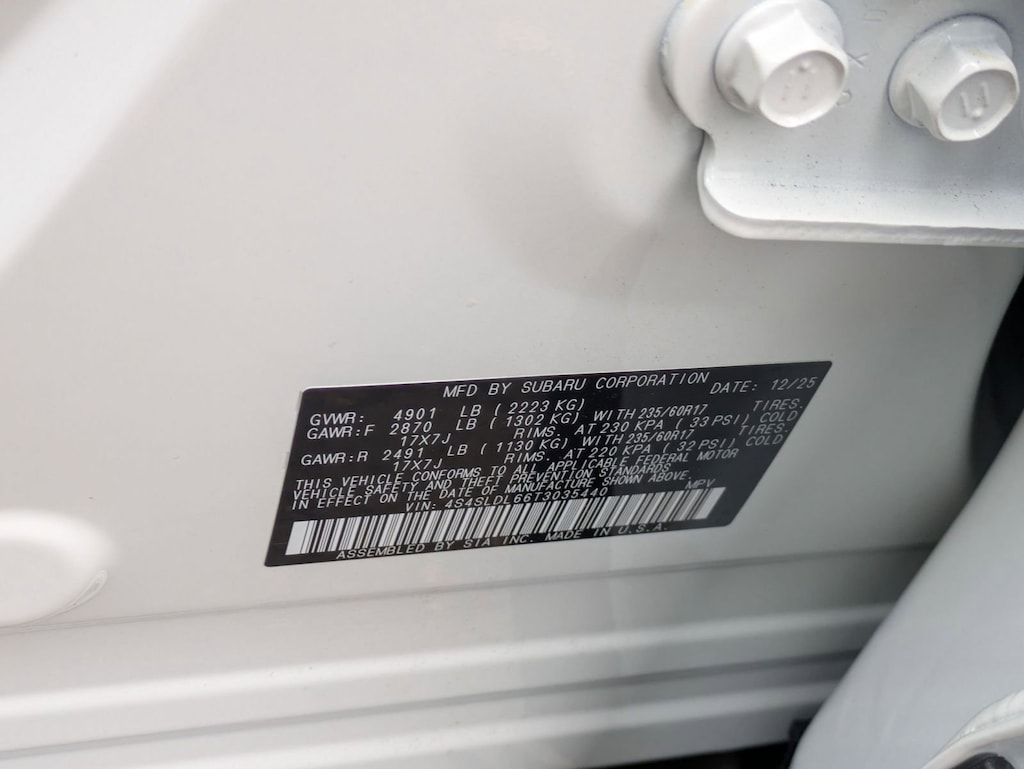 MFD BY SUBARU CORPORATION DATE: 12/25
GVWR: 4901 LB ( 2223 KG)
GAWR:F 2870 LB ( 1302 KG) WITH 235/60R17 TIRES.
17X7J RIMS. AT 230 KPA ( 33 PSI) COLD
GAWR:R 2491 LB ( 1130 KG) WITH 235/60R17 TIRES.
17X7J RIMS. AT 220 KPA ( 32 PSI) COLD
THIS VEHICLE CONFORMS TO ALL APPLICABLE FEDERAL MOTOR
VEHICLE SAFETY AND THEFT PREVENTION STANDARDS
IN EFFECT ON THE DATE OF MANUFACTURE SHOWN ABOVE.
VIN: 4S4SLDL66T3035440 MPV
ASSEMBLED BY SIA INC. MADE IN U.S.A.